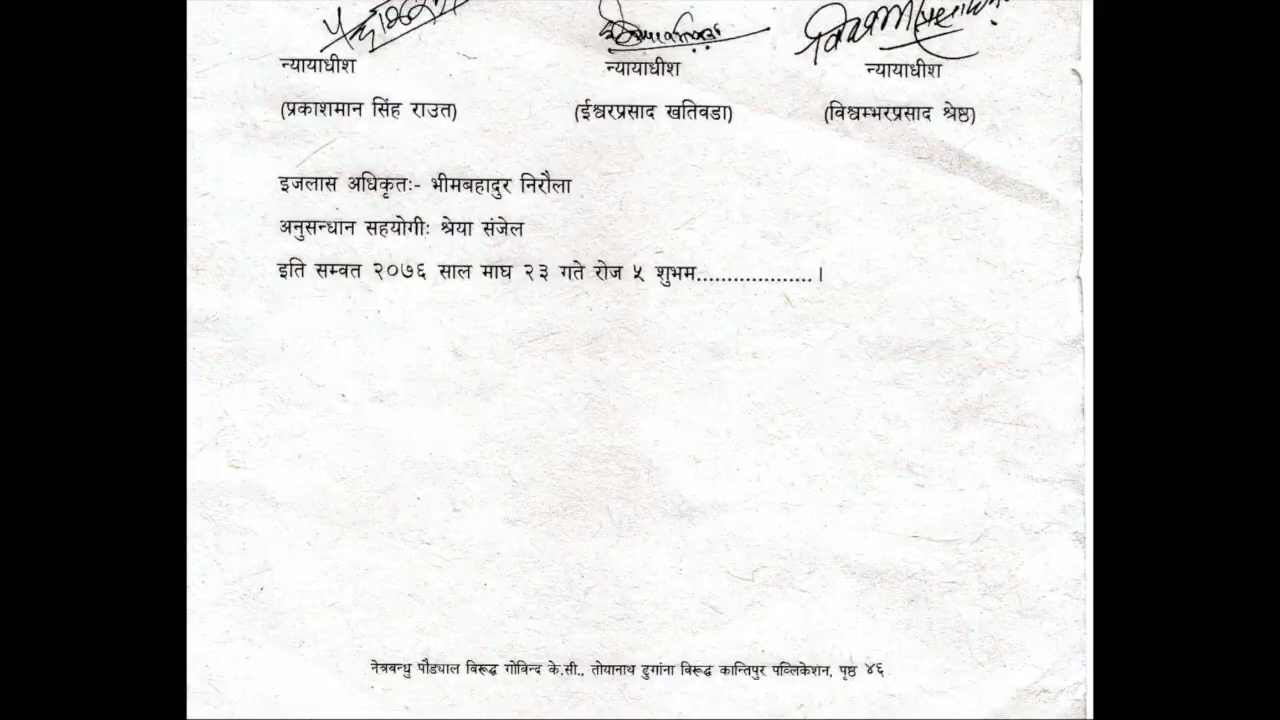 न्यायाधीश न्यायाधीश न्यायाधीश
(प्रकाशमान सिंह राउत) (ईश्वरप्रसाद खतिवडा) (विश्वम्भरप्रसाद श्रेष्ठ)
इजलास अधिकृतः- भीमबहादुर निरौला
अनुसन्धान सहयोगीः श्रेया संजेल
इति सम्वत २०७६ साल माघ २३ गते रोज ५ शुभम...................।
नेत्रबन्धु पौड्याल विरूद्ध गोविन्द के.सी., तोयानाथ ढुगांना विरूद्ध कान्तिपुर पव्लिकेशन, पृष्ठ ४६